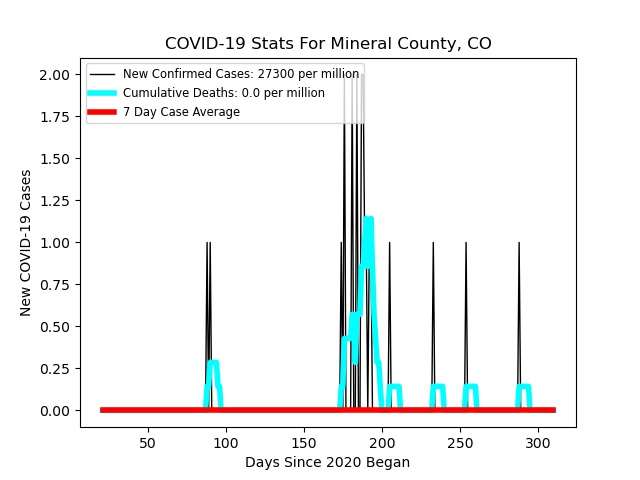 COVID-19 Stats For Mineral County, CO
New Confirmed Cases: 27300 per million
Cumulative Deaths: 0.0 per million
7 Day Case Average
2.00
1.75
1.50
1.25
1.00
0.75
0.50
0.25
0.00
New COVID-19 Cases
50 100 150 200 250 300
Days Since 2020 Began